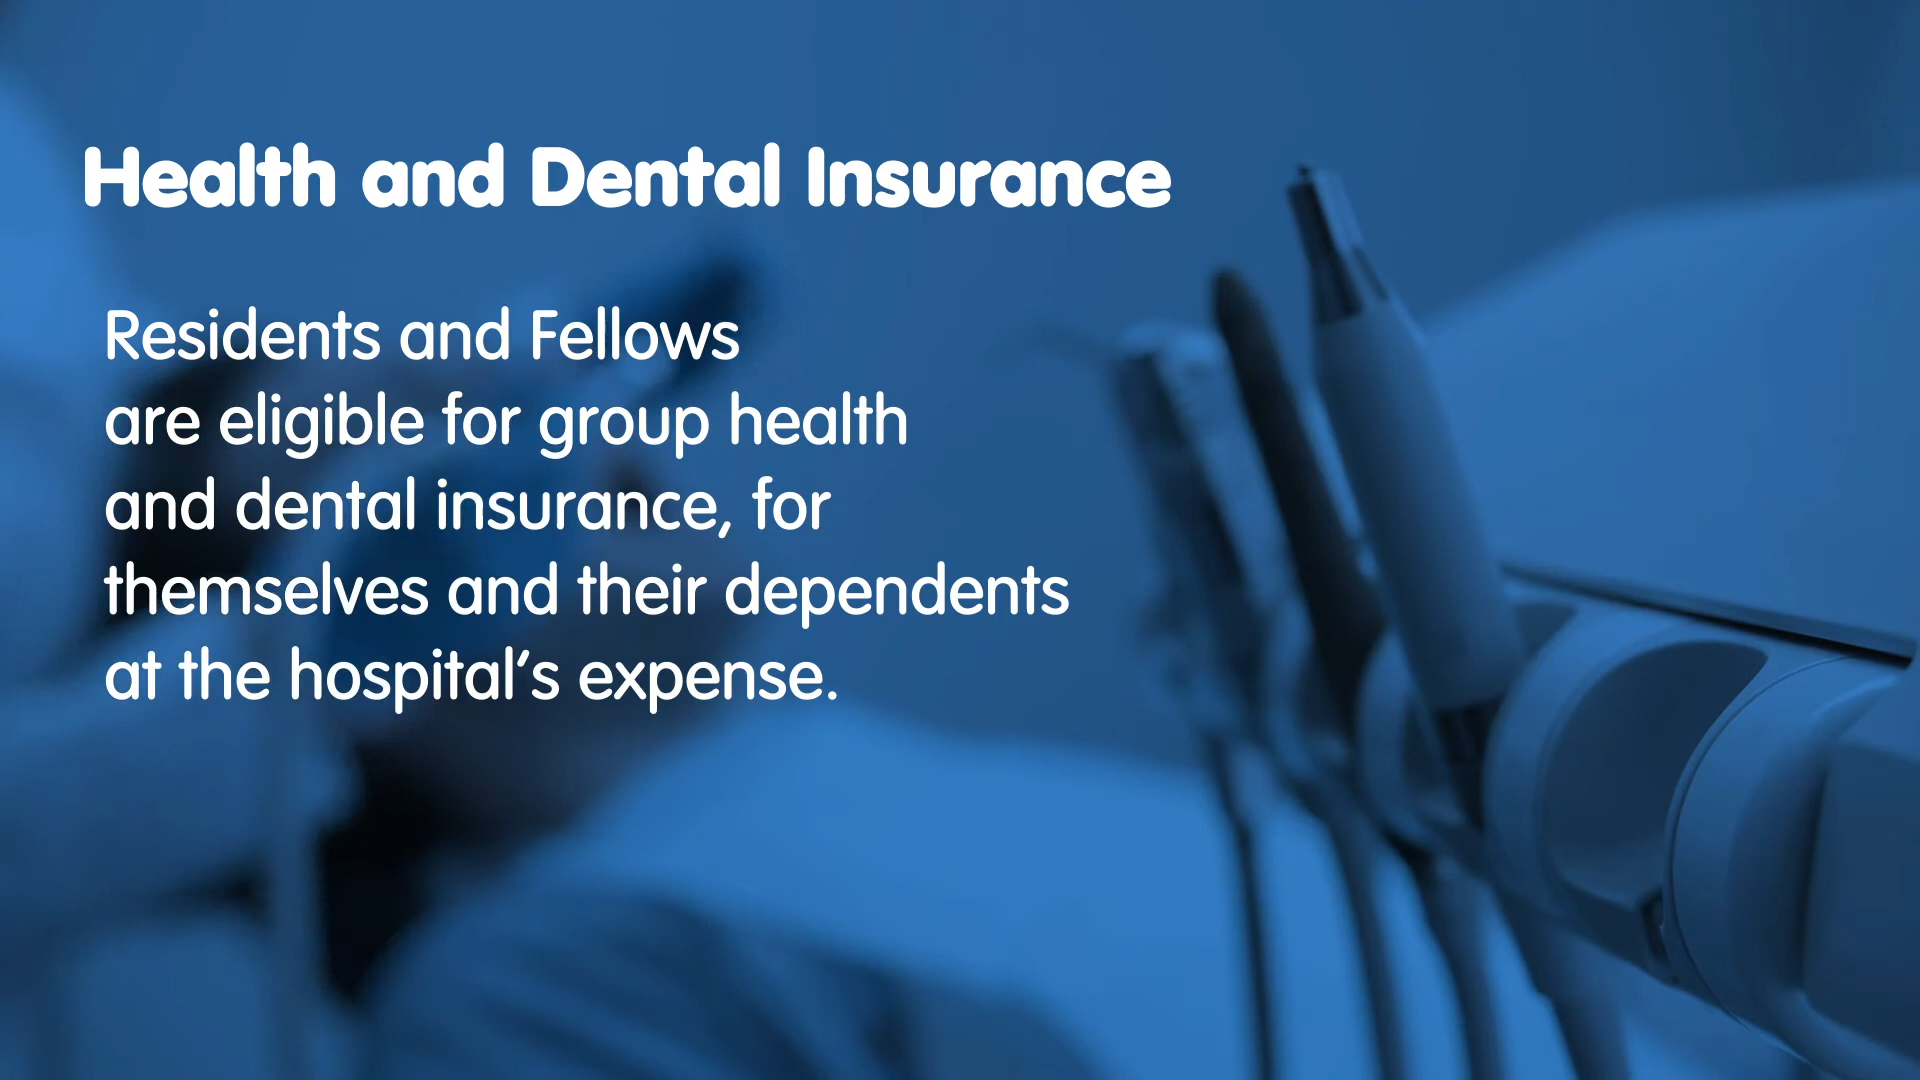 Health and Dental Insurance
Residents and Fellows
are eligible for group health
and dental insurance, for
themselves and their dependents
at the hospital's expense.